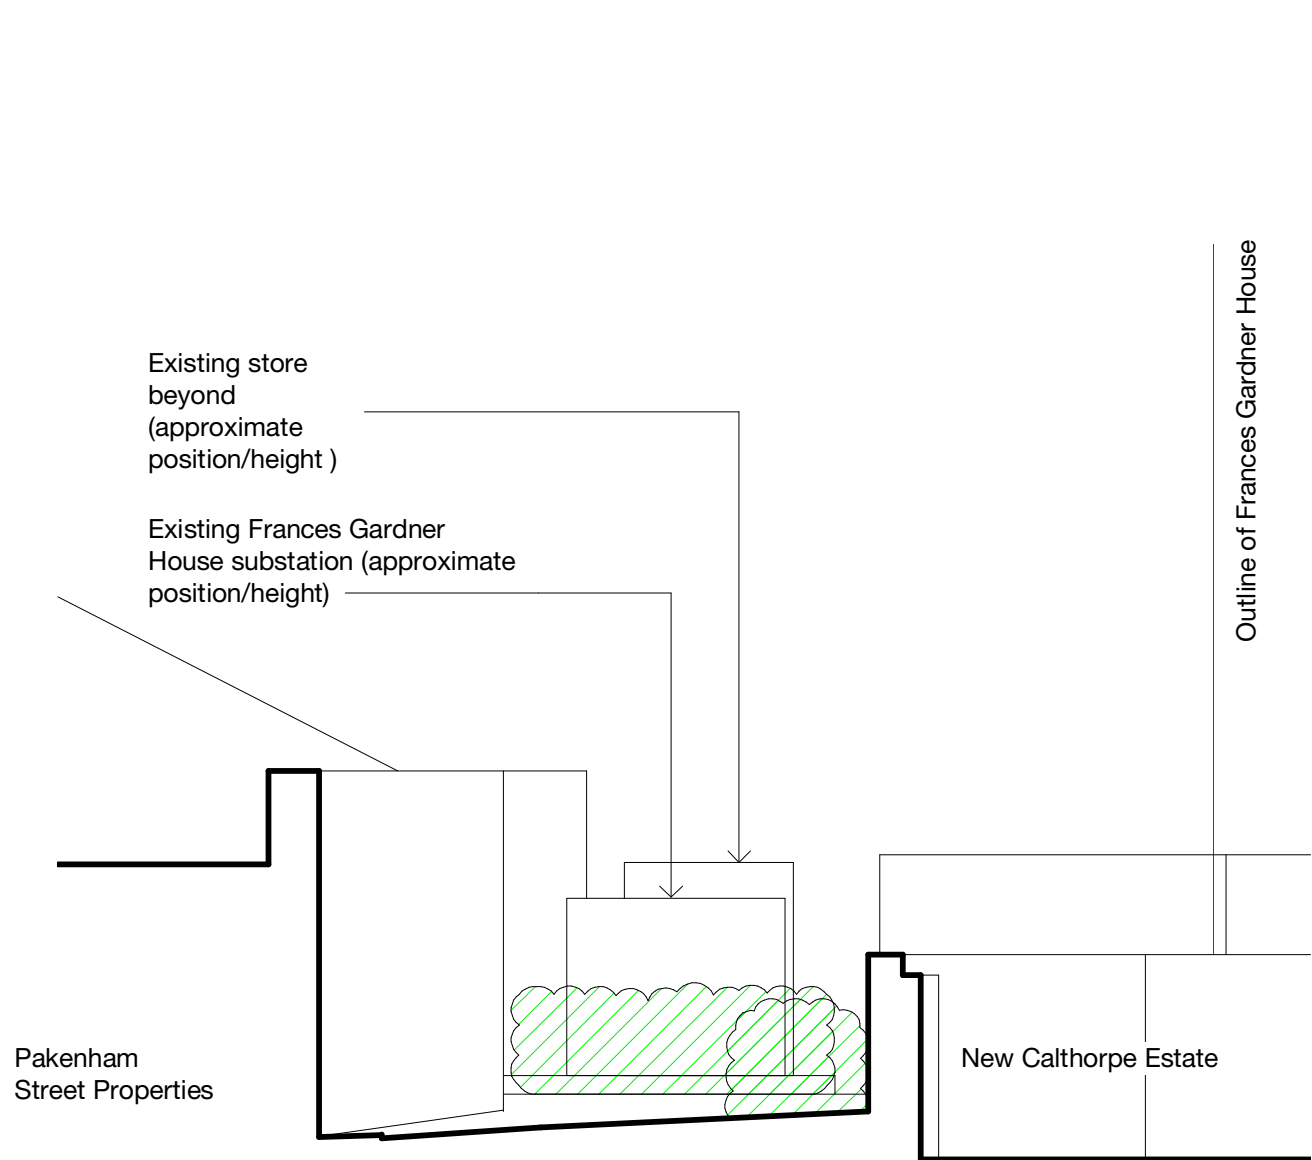 Outline of Frances Gardner House
Existing store
beyond
(approximate
position/height )
Existing Frances Gardner
House substation (approximate
position/height)
Pakenham
Street Properties
New Calthorpe Estate